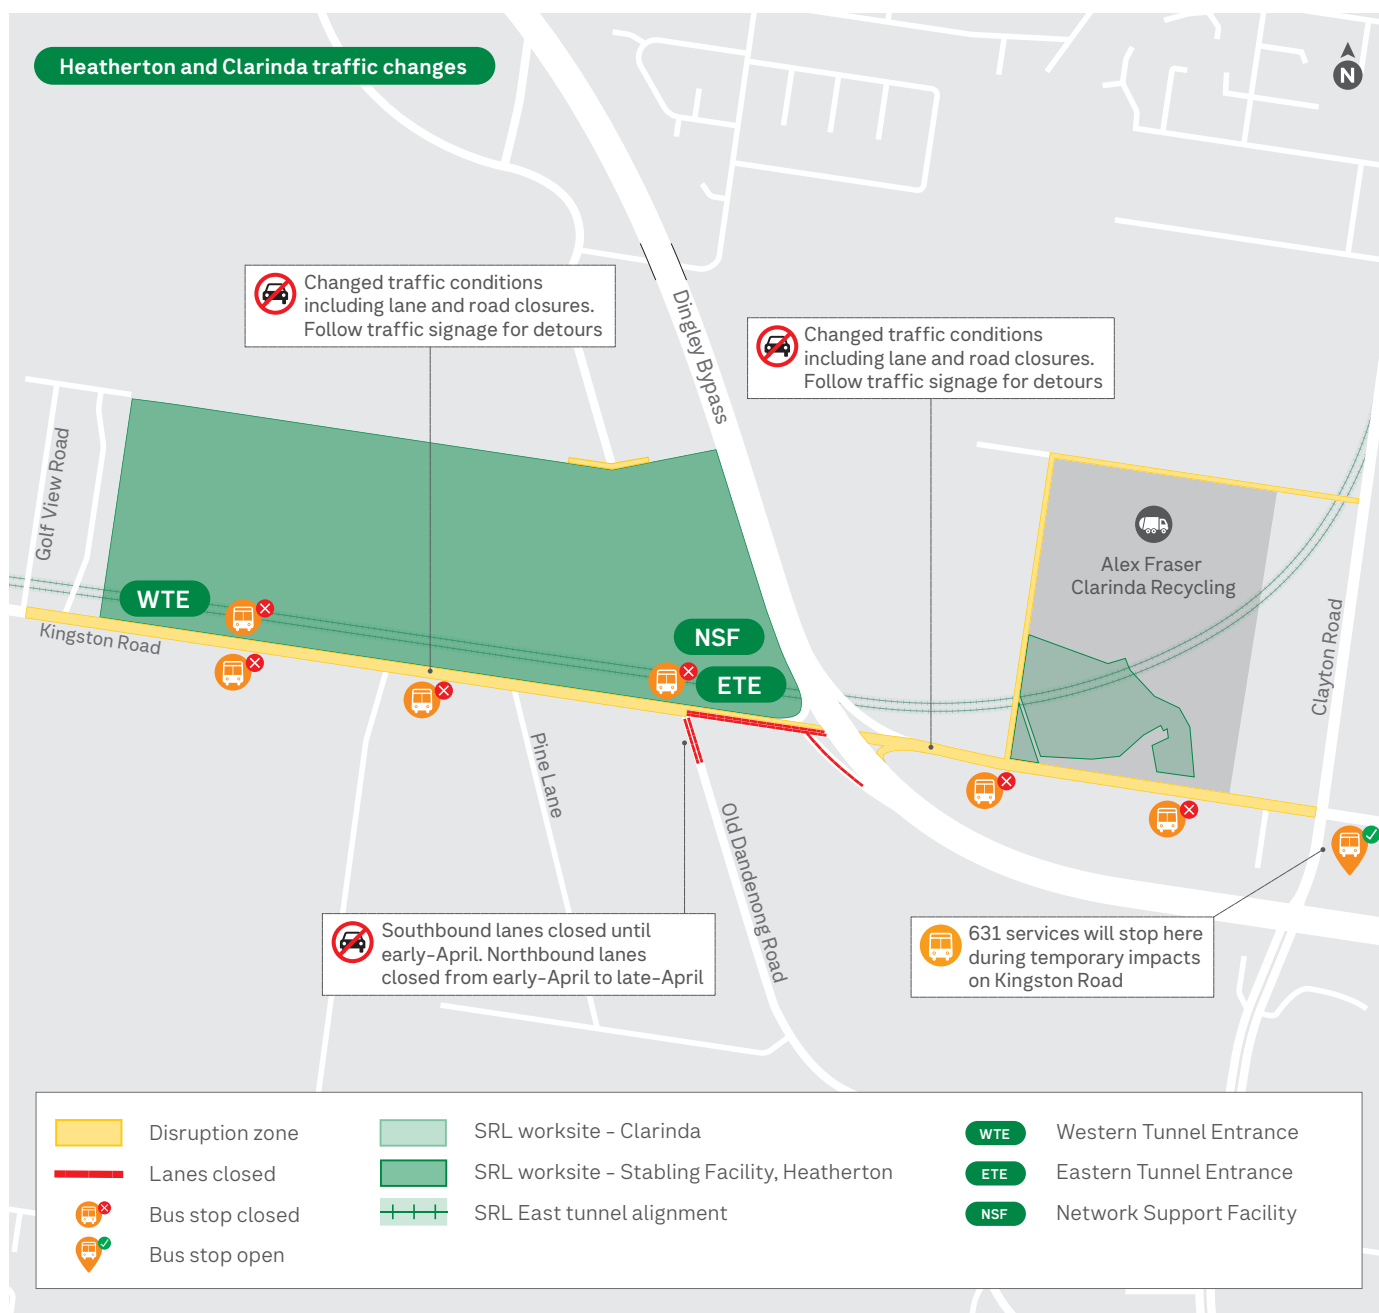 Heatherton and Clarinda traffic changes
N
Changed traffic conditions
including lane and road closures.
Follow traffic signage for detours
Changed traffic conditions
including lane and road closures.
Follow traffic signage for detours
Dingley Bypass
Golf View Road
Alex Fraser
Clarinda Recycling
WTE
Kingston Road
NSF
ETE
Clayton Road
Pine Lane
Old Dandenong Road
Southbound lanes closed until
early-April. Northbound lanes
closed from early-April to late-April
631 services will stop here
during temporary impacts
on Kingston Road
Disruption zone
Lanes closed
Bus stop closed
Bus stop open
SRL worksite - Clarinda
SRL worksite - Stabling Facility, Heatherton
SRL East tunnel alignment
WTE Western Tunnel Entrance
ETE Eastern Tunnel Entrance
NSF Network Support Facility